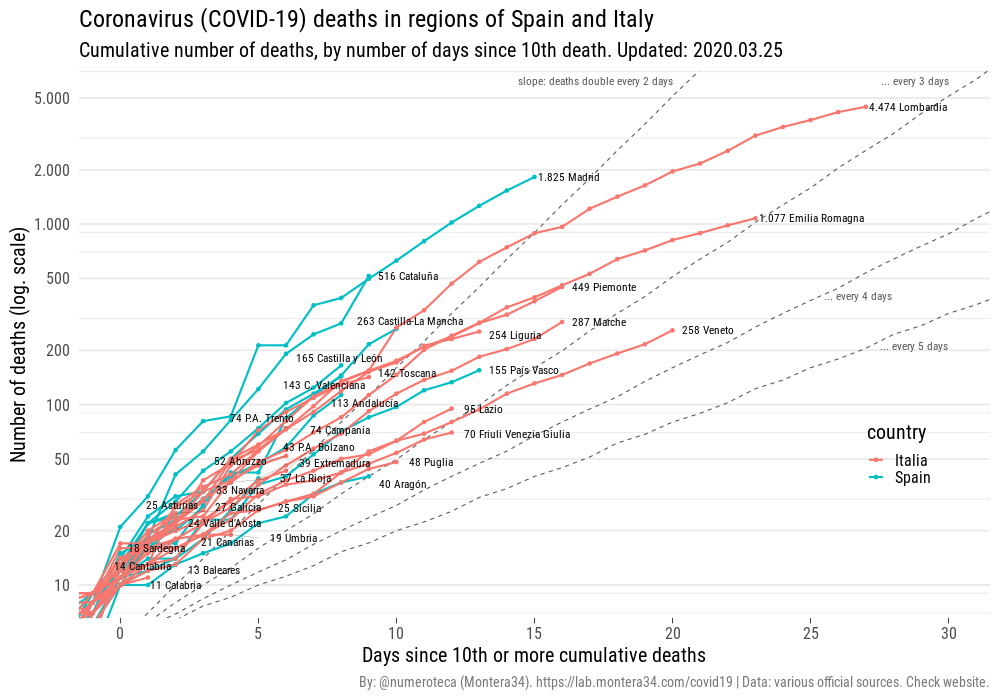 Coronavirus (COVID-19) deaths in regions of Spain and Italy
Cumulative number of deaths, by number of days since 10th death. Updated: 2020.03.25
slope: deaths double every 2 days
... every 3 days
5.000
4.474 Lombardia
2.000
1.825 Madrid
1.000
1.077 Emilia Romagna
500
516 Cataluña
449 Piemonte
... every 4 days
263 Castilla-La Mancha
287 Marche
258 Veneto
254 Liguria
200
... every 5 days
165 Castilla y León
155 País Vasco
142 Toscana
143 C. Valenciana
100
113 Andalucía
95 Lazio
74 P.A. Trento
74 Campania
70 Friuli Venezia Giulia
43 P.A. Bolzano
50
52 Abruzzo
39 Extremadura
48 Puglia
37 La Rioja
40 Aragón
33 Navarra
25 Asturias
27 Galicia
25 Sicilia
20
24 Valle d'Aosta
19 Umbria
21 Canarias
18 Sardegna
14 Cantabria
13 Baleares
10
11 Calabria
country
Italia
Spain
Number of deaths (log. scale)
0
5
10
15
20
25
30
Days since 10th or more cumulative deaths
By: @numeroteca (Montera34). https://lab.montera34.com/covid19 | Data: various official sources. Check website.